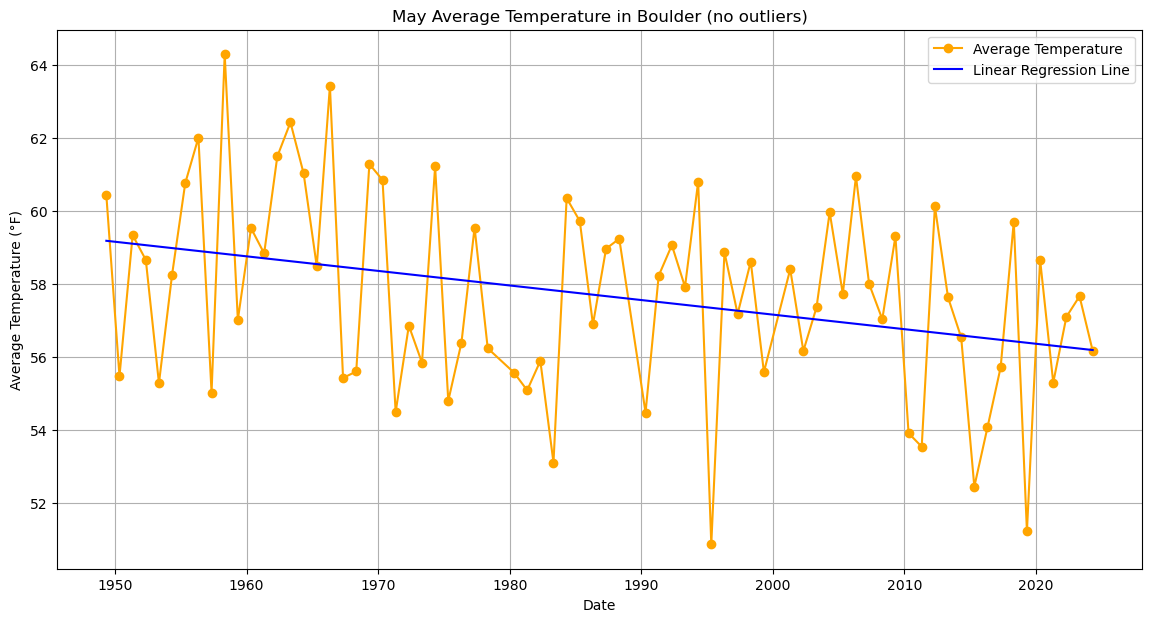 May Average Temperature in Boulder (no outliers)
Average Temperature
Linear Regression Line
Average Temperature (°F)
64
62
60
58
56
54
52
1950 1960 1970 1980 1990 2000 2010 2020
Date